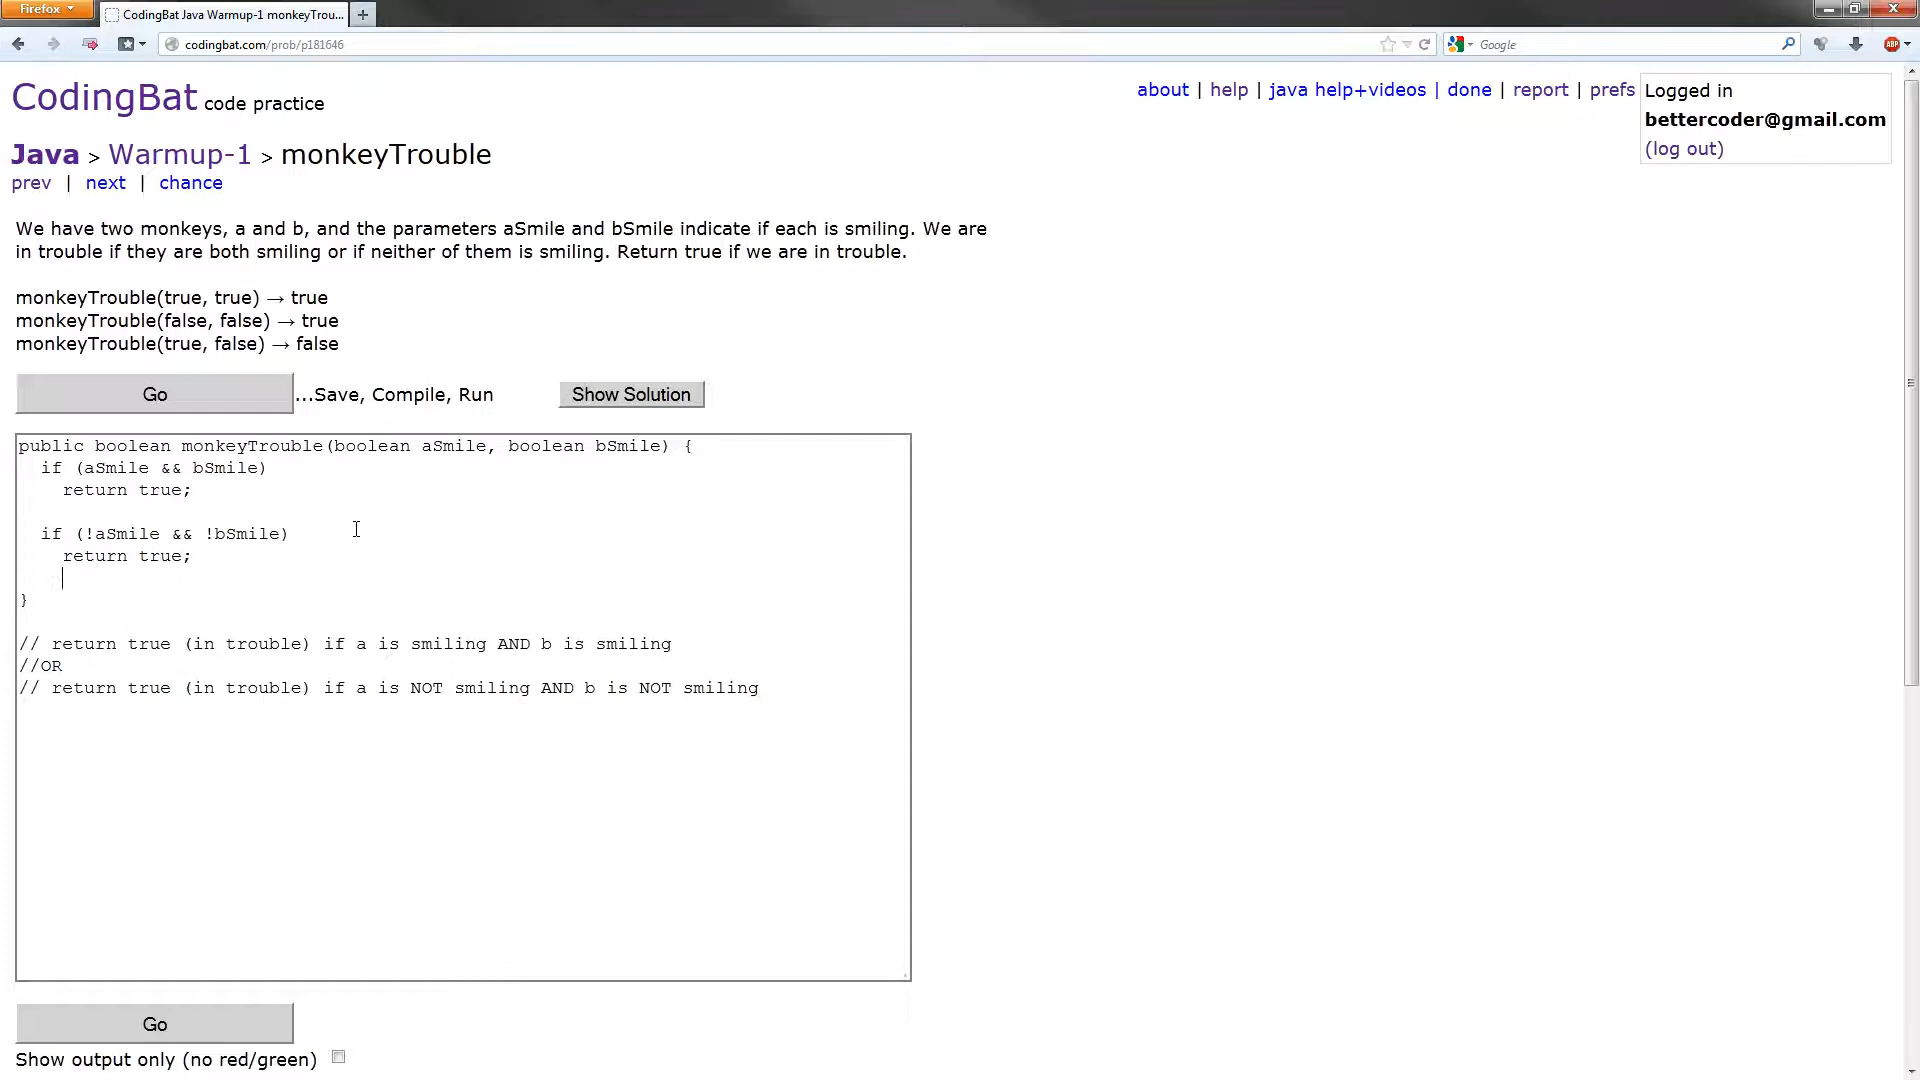 Firefox
CodingBat Java Warmup-1 monkeyTrou...
codingbat.com/prob/p181646
Google
ABP
CodingBat code practice
about | help | java help+videos | done | report | prefs
Logged in
bettercoder@gmail.com
(log out)
Java > Warmup-1 > monkeyTrouble
prev | next | chance
We have two monkeys, a and b, and the parameters aSmile and bSmile indicate if each is smiling. We are
in trouble if they are both smiling or if neither of them is smiling. Return true if we are in trouble.
monkeyTrouble(true, true) → true
monkeyTrouble(false, false) → true
monkeyTrouble(true, false) → false
Go ...Save, Compile, Run Show Solution
public boolean monkeyTrouble(boolean aSmile, boolean bSmile) {
if (aSmile && bSmile)
return true;
if (!aSmile && !bSmile)
return true;
}
// return true (in trouble) if a is smiling AND b is smiling
//OR
// return true (in trouble) if a is NOT smiling AND b is NOT smiling
Go
Show output only (no red/green)